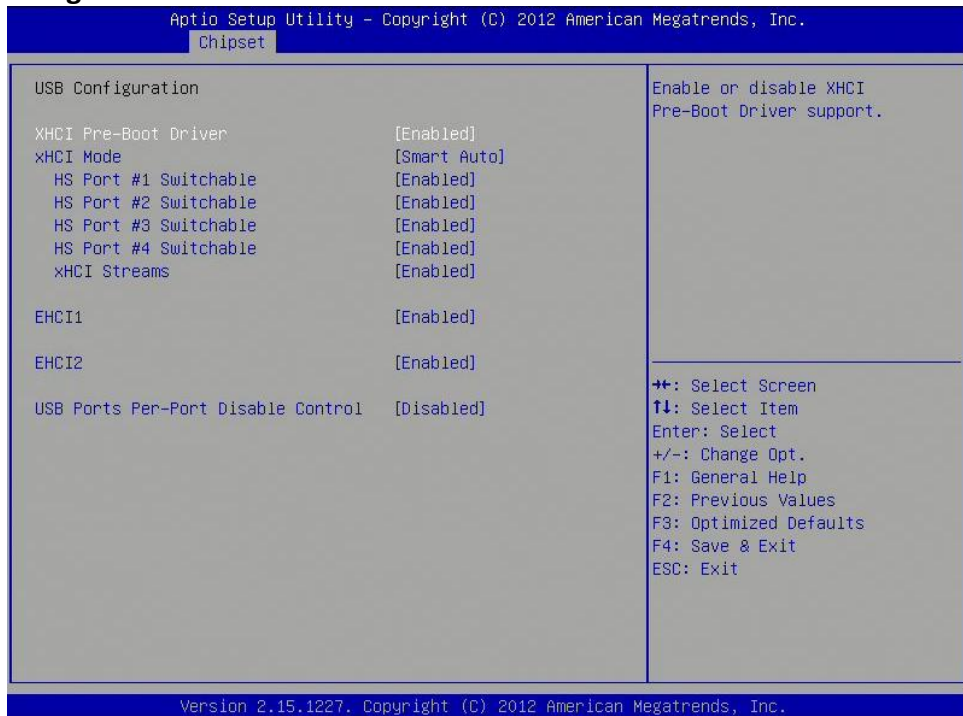 Aptio Setup Utility – Copyright (C) 2012 American Megatrends, Inc.
Chipset
USB Configuration
XHCI Pre-Boot Driver [Enabled]
xHCI Mode [Smart Auto]
HS Port #1 Switchable [Enabled]
HS Port #2 Switchable [Enabled]
HS Port #3 Switchable [Enabled]
HS Port #4 Switchable [Enabled]
xHCI Streams [Enabled]
EHCI1 [Enabled]
EHCI2 [Enabled]
USB Ports Per-Port Disable Control [Disabled]
Enable or disable XHCI
Pre-Boot Driver support.
→←: Select Screen
↑↓: Select Item
Enter: Select
+/-: Change Opt.
F1: General Help
F2: Previous Values
F3: Optimized Defaults
F4: Save & Exit
ESC: Exit
Version 2.15.1227. Copyright (C) 2012 American Megatrends, Inc.